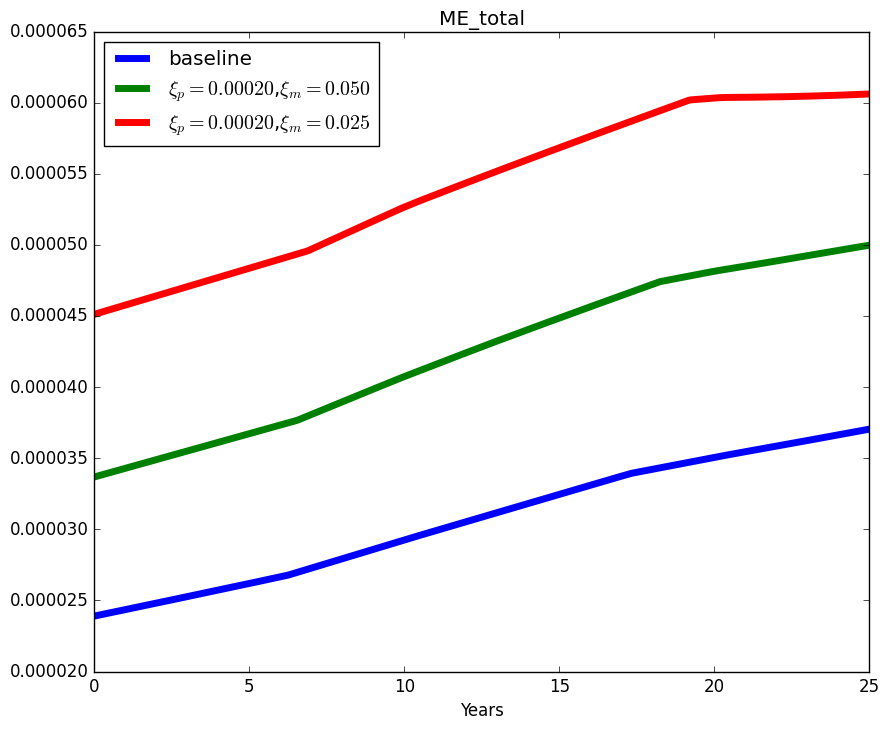 ME_total
0.000065
0.000060
0.000055
0.000050
0.000045
0.000040
0.000035
0.000030
0.000025
0.000020
baseline
ξₚ = 0.00020,ξₘ = 0.050
ξₚ = 0.00020,ξₘ = 0.025
0 5 10 15 20 25
Years